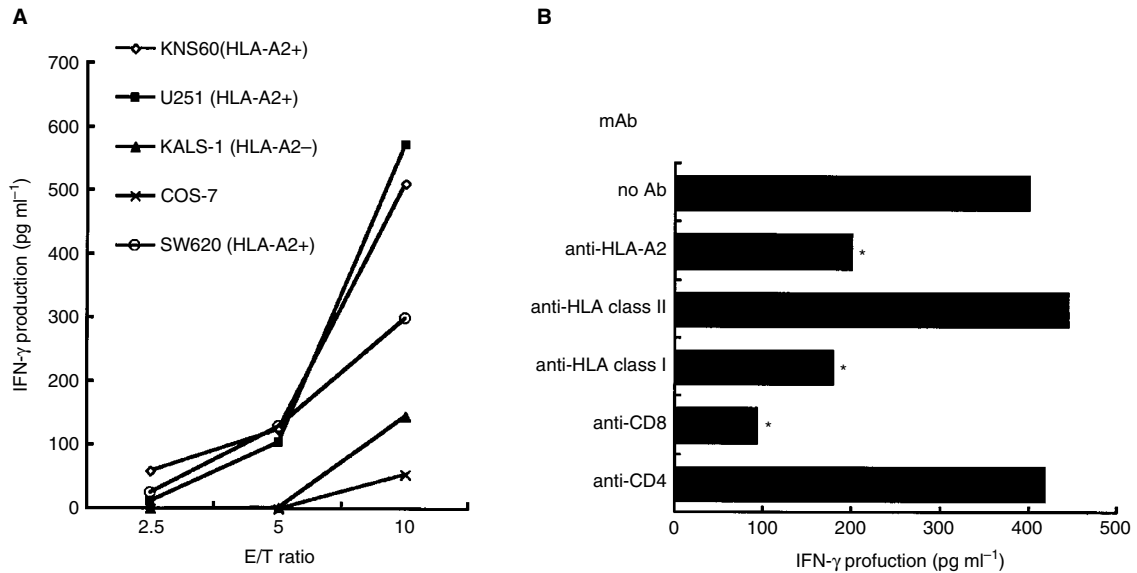 A
KNS60(HLA-A2+)
U251 (HLA-A2+)
KALS-1 (HLA-A2–)
COS-7
SW620 (HLA-A2+)
700
600
500
400
300
200
100
0
IFN-γ production (pg ml⁻¹)
2.5
5
10
E/T ratio
B
mAb
no Ab
anti-HLA-A2
*
anti-HLA class II
anti-HLA class I
*
anti-CD8
*
anti-CD4
0
100
200
300
400
500
IFN-γ profuction (pg ml⁻¹)